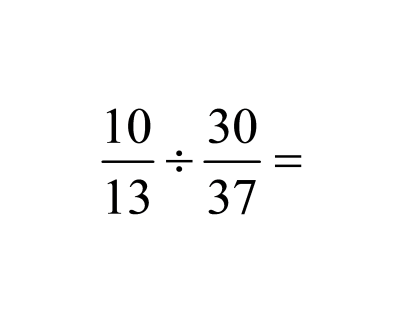 10/13 ÷ 30/37 =